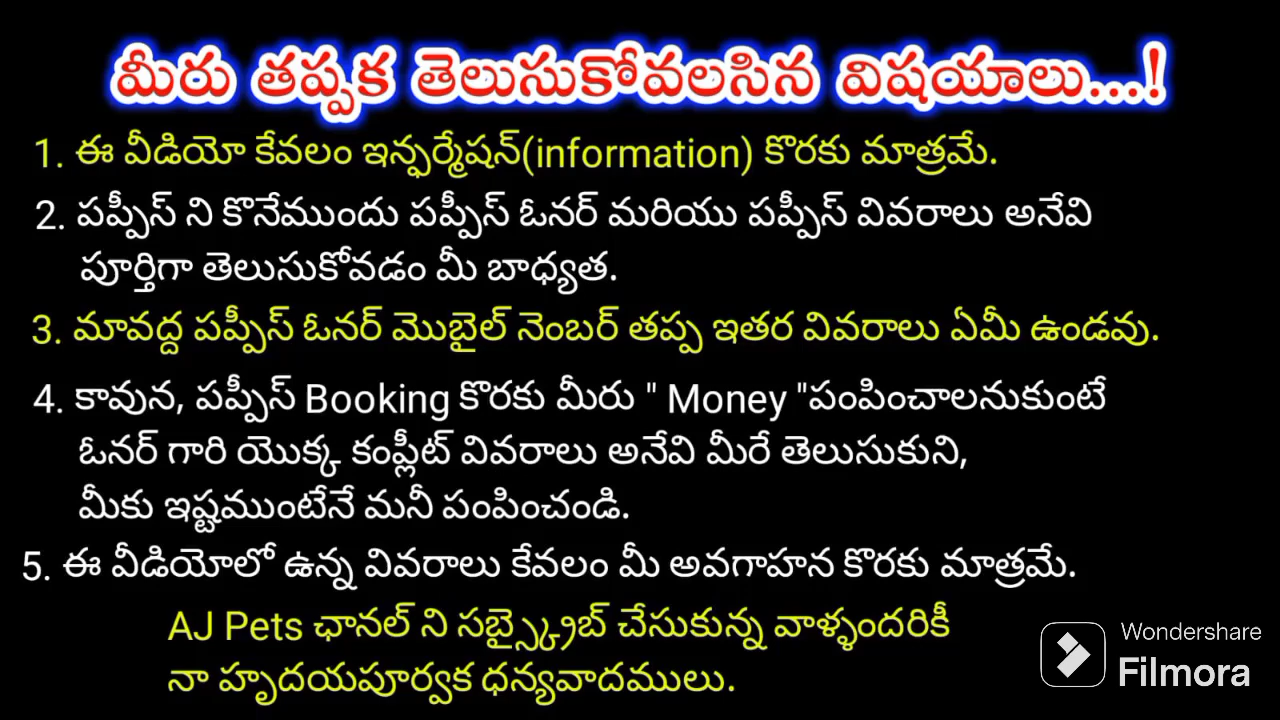 మీరు తప్పక తెలుసుకోవలసిన విషయాలు...!
1. ఈ వీడియో కేవలం ఇన్ఫర్మేషన్(information) కొరకు మాత్రమే.
2. పప్పీస్ ని కొనేముందు పప్పీస్ ఓనర్ మరియు పప్పీస్ వివరాలు అనేవి
పూర్తిగా తెలుసుకోవడం మీ బాధ్యత.
3. మావద్ద పప్పీస్ ఓనర్ మొబైల్ నెంబర్ తప్ప ఇతర వివరాలు ఏమీ ఉండవు.
4. కావున, పప్పీస్ Booking కొరకు మీరు " Money "పంపించాలనుకుంటే
ఓనర్ గారి యొక్క కంప్లీట్ వివరాలు అనేవి మీరే తెలుసుకుని,
మీకు ఇష్టముంటేనే మనీ పంపించండి.
5. ఈ వీడియోలో ఉన్న వివరాలు కేవలం మీ అవగాహన కొరకు మాత్రమే.
AJ Pets ఛానల్ ని సబ్స్క్రైబ్ చేసుకున్న వాళ్ళందరికీ
నా హృదయపూర్వక ధన్యవాదములు.
Wondershare
Filmora